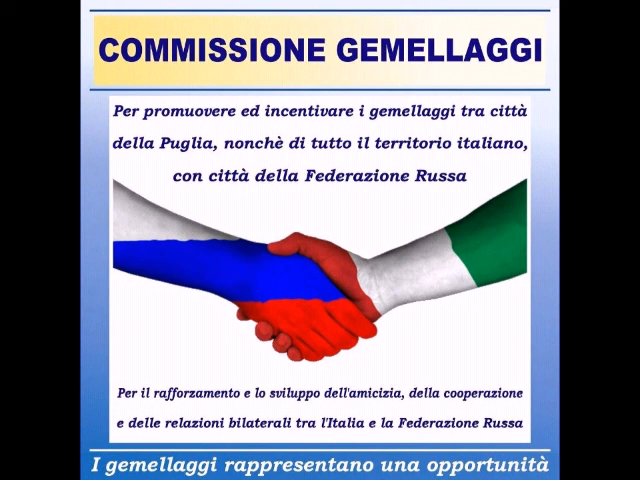 COMMISSIONE GEMELLAGGI
Per promuovere ed incentivare i gemellaggi tra città
della Puglia, nonchè di tutto il territorio italiano,
con città della Federazione Russa
Per il rafforzamento e lo sviluppo dell'amicizia, della cooperazione
e delle relazioni bilaterali tra l'Italia e la Federazione Russa
I gemellaggi rappresentano una opportunità